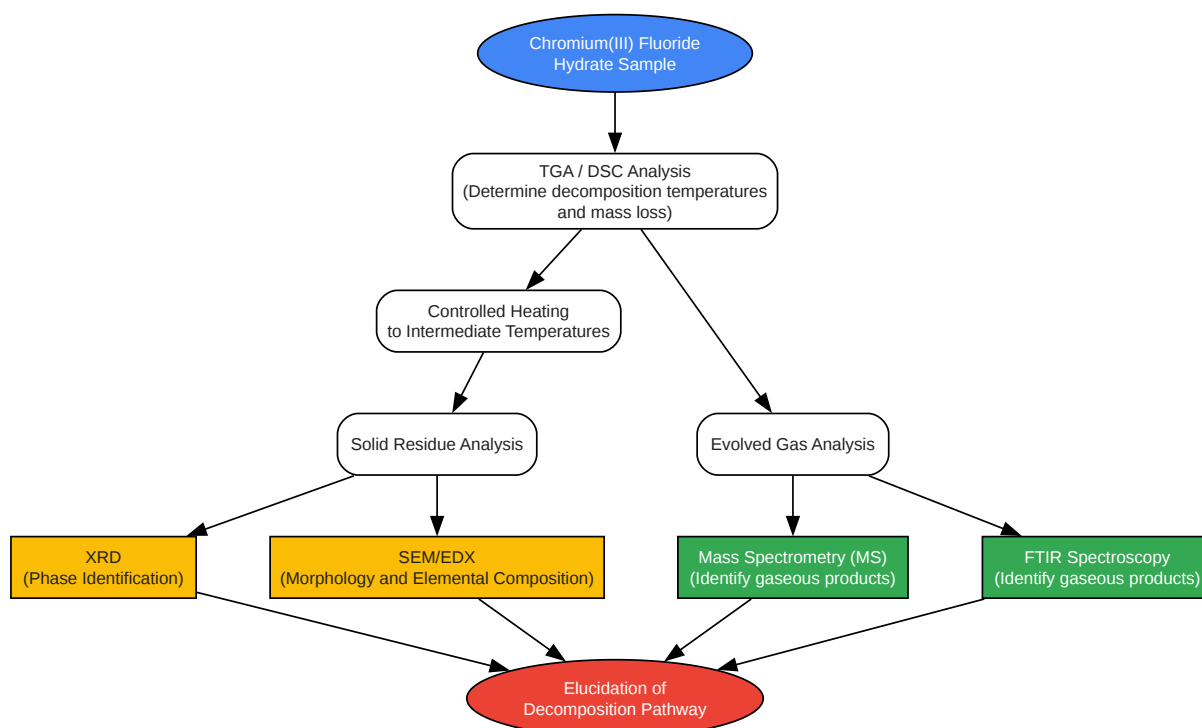 Chromium(III) Fluoride
Hydrate Sample
TGA / DSC Analysis
(Determine decomposition temperatures
and mass loss)
Controlled Heating
to Intermediate Temperatures
Solid Residue Analysis
Evolved Gas Analysis
XRD
(Phase Identification)
SEM/EDX
(Morphology and Elemental Composition)
Mass Spectrometry (MS)
(Identify gaseous products)
FTIR Spectroscopy
(Identify gaseous products)
Elucidation of
Decomposition Pathway